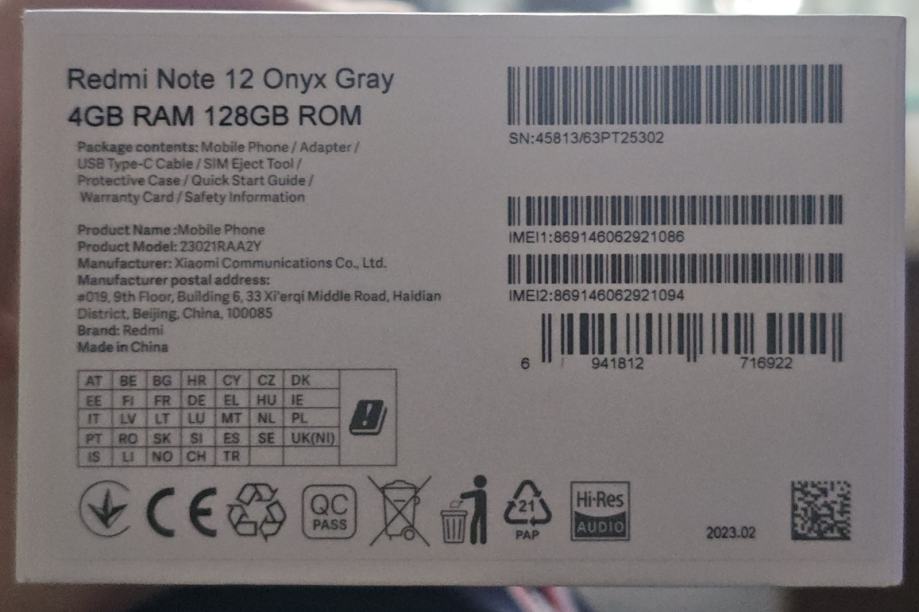 Redmi Note 12 Onyx Gray
4GB RAM 128GB ROM
Package contents: Mobile Phone / Adapter /
USB Type-C Cable / SIM Eject Tool /
Protective Case / Quick Start Guide /
Warranty Card / Safety Information
Product Name :Mobile Phone
Product Model: 23021RAA2Y
Manufacturer: Xiaomi Communications Co., Ltd.
Manufacturer postal address:
#019, 9th Floor, Building 6, 33 Xi'erqi Middle Road, Haidian
District, Beijing, China, 100085
Brand: Redmi
Made in China
SN:45813/63PT25302
IMEI1:869146062921086
IMEI2:869146062921094
6 941812 716922
AT BE BG HR CY CZ DK
EE FI FR DE EL HU IE
IT LV LT LU MT NL PL
PT RO SK SI ES SE UK(NI)
IS LI NO CH TR
CE
QC
PASS
21
PAP
Hi-Res
AUDIO
2023.02